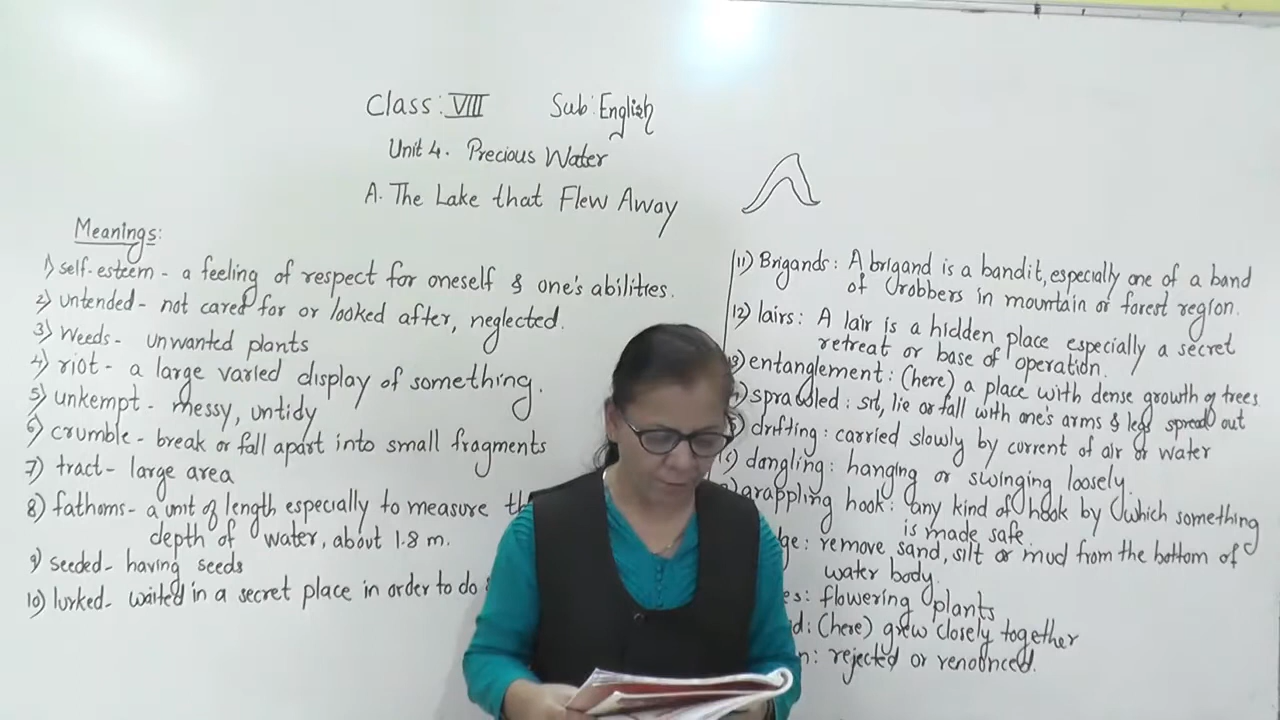 Class: VIII Sub: English
Unit 4. Precious Water
A. The Lake that Flew Away
Meanings:
1) self-esteem - a feeling of respect for oneself & one's abilities.
2) untended - not cared for or looked after, neglected.
3) Weeds - unwanted plants
4) riot - a large varied display of something.
5) unkempt - messy, untidy
6) crumble - break or fall apart into small fragments
7) tract - large area
8) fathoms - a unit of length especially to measure
depth of water, about 1.8 m.
9) seeded - having seeds
10) lurked - waited in a secret place in order to do
11) Brigands: A brigand is a bandit, especially one of a band
of robbers in mountain or forest region.
12) lairs: A lair is a hidden place especially a secret
retreat or base of operation.
3) entanglement: (here) a place with dense growth of trees
) sprawled: sit, lie or fall with one's arms & legs spread out
) drifting: carried slowly by current of air or water
) dangling: hanging or swinging loosely.
) grappling hook: any kind of hook by which something
is made safe.
ge: remove sand, silt or mud from the bottom of
water body.
es: flowering plants
d: (here) grew closely together
n: rejected or renounced.